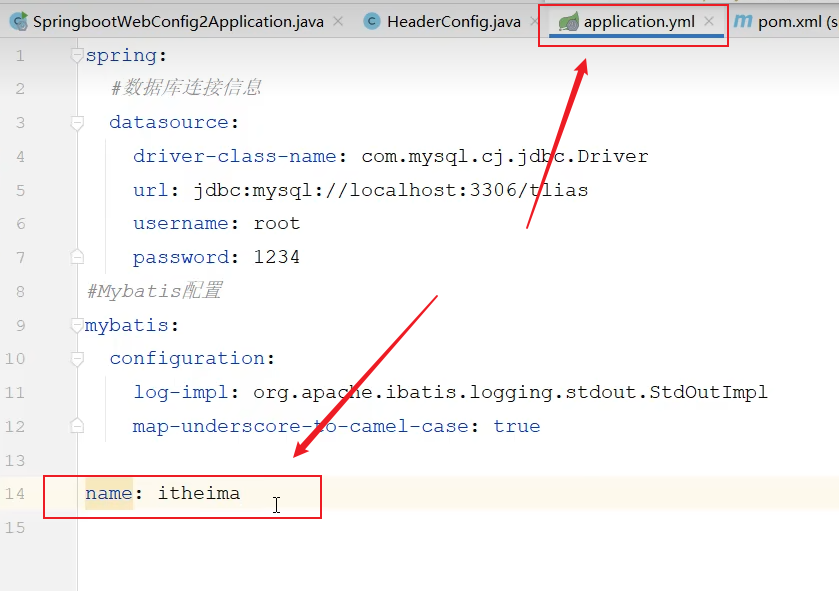 SpringbootWebConfig2Application.java HeaderConfig.java application.yml pom.xml (s
1 spring:
2 #数据库连接信息
3 datasource:
4 driver-class-name: com.mysql.cj.jdbc.Driver
5 url: jdbc:mysql://localhost:3306/tlias
6 username: root
7 password: 1234
8 #Mybatis配置
9 mybatis:
10 configuration:
11 log-impl: org.apache.ibatis.logging.stdout.StdOutImpl
12 map-underscore-to-camel-case: true
13
14 name: itheima
15